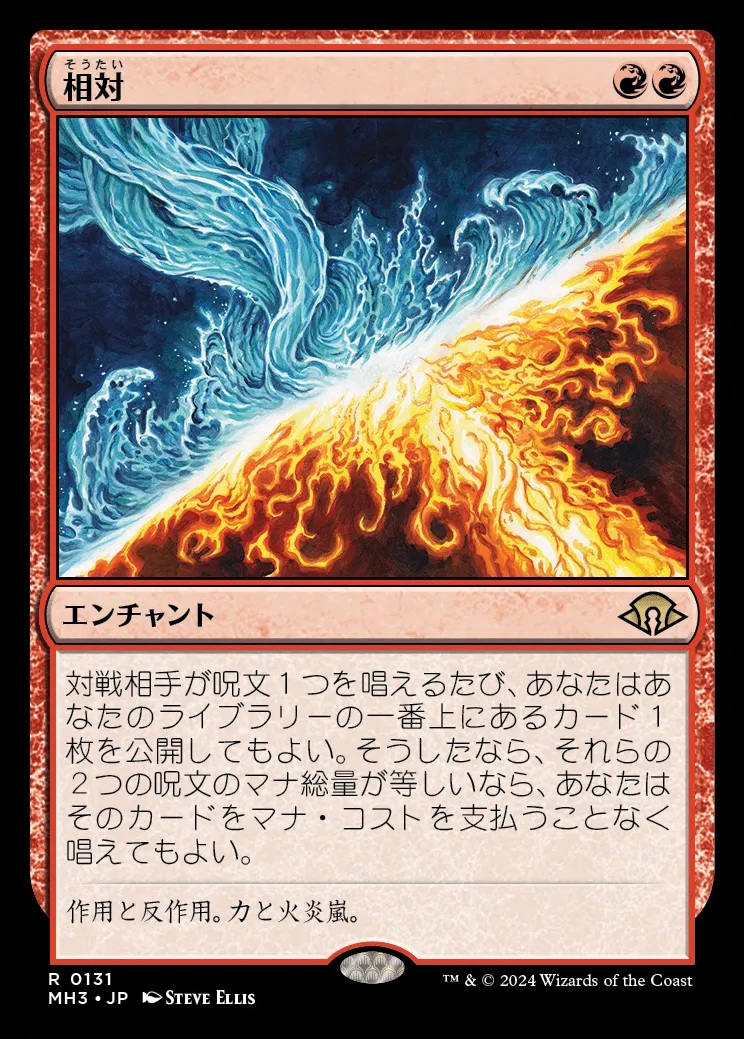 そうたい
相対
エンチャント
対戦相手が呪文１つを唱えるたび、あなたはあ
なたのライブラリーの一番上にあるカード１
枚を公開してもよい。そうしたなら、それらの
２つの呪文のマナ総量が等しいなら、あなたは
そのカードをマナ・コストを支払うことなく
唱えてもよい。
作用と反作用。力と火炎嵐。
R 0131
MH3 • JP STEVE ELLIS
™ & © 2024 Wizards of the Coast